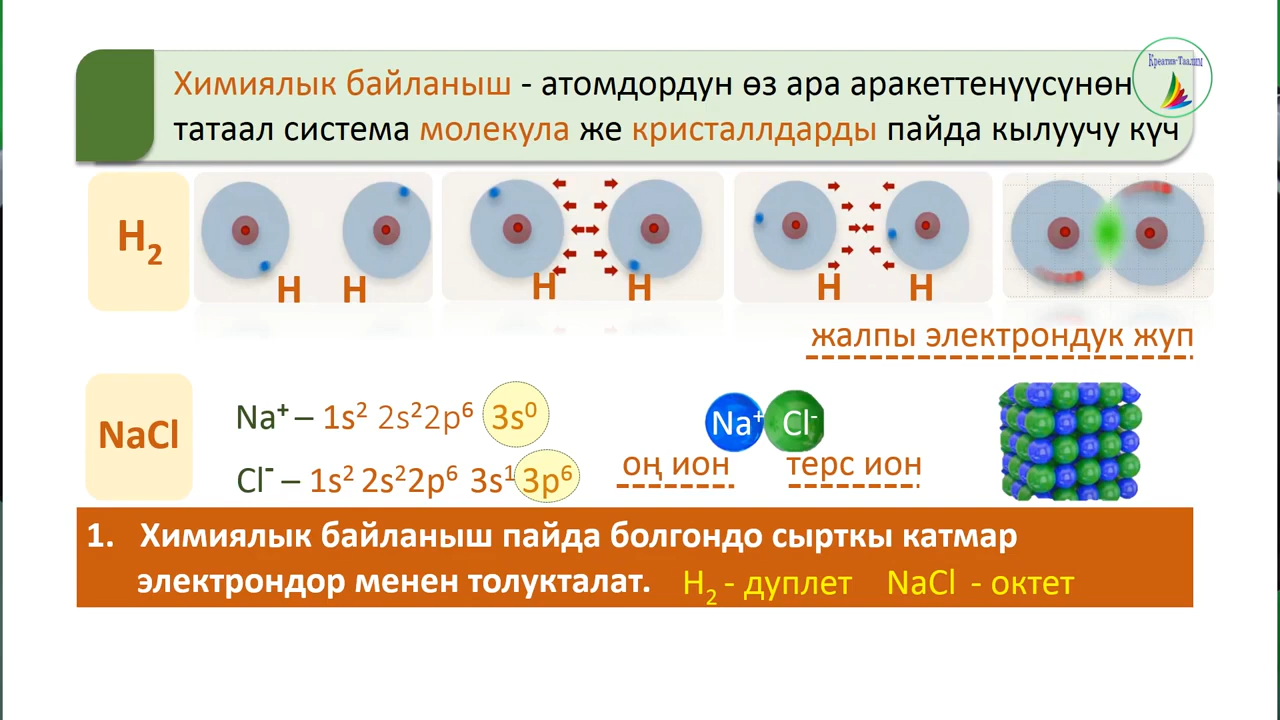 Креатив-Таалим
Химиялык байланыш - атомдордун өз ара аракеттенүүсүнөн
татаал система молекула же кристаллдарды пайда кылуучу күч
H₂
H H
H H
H H
жалпы электрондук жуп
NaCl
Na⁺ – 1s² 2s²2p⁶ 3s⁰
Na⁺ Cl⁻
оң ион терс ион
Cl⁻ – 1s² 2s²2p⁶ 3s¹ 3p⁶
1. Химиялык байланыш пайда болгондо сырткы катмар
электрондор менен толукталат. H₂ - дуплет NaCl - октет